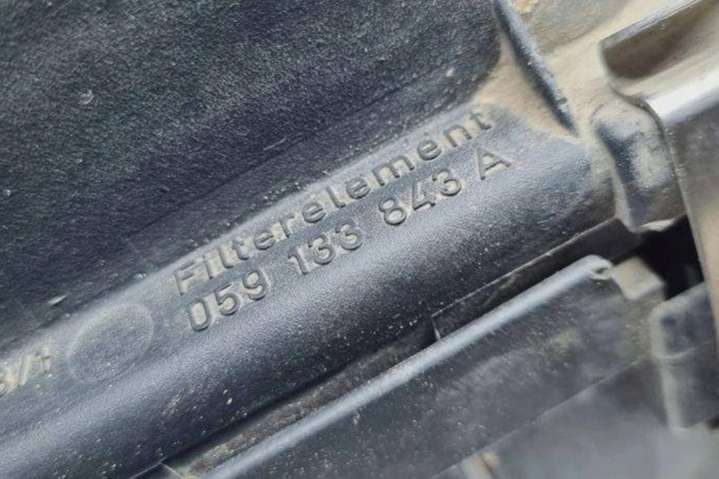 Filterelement
059 133 843 A